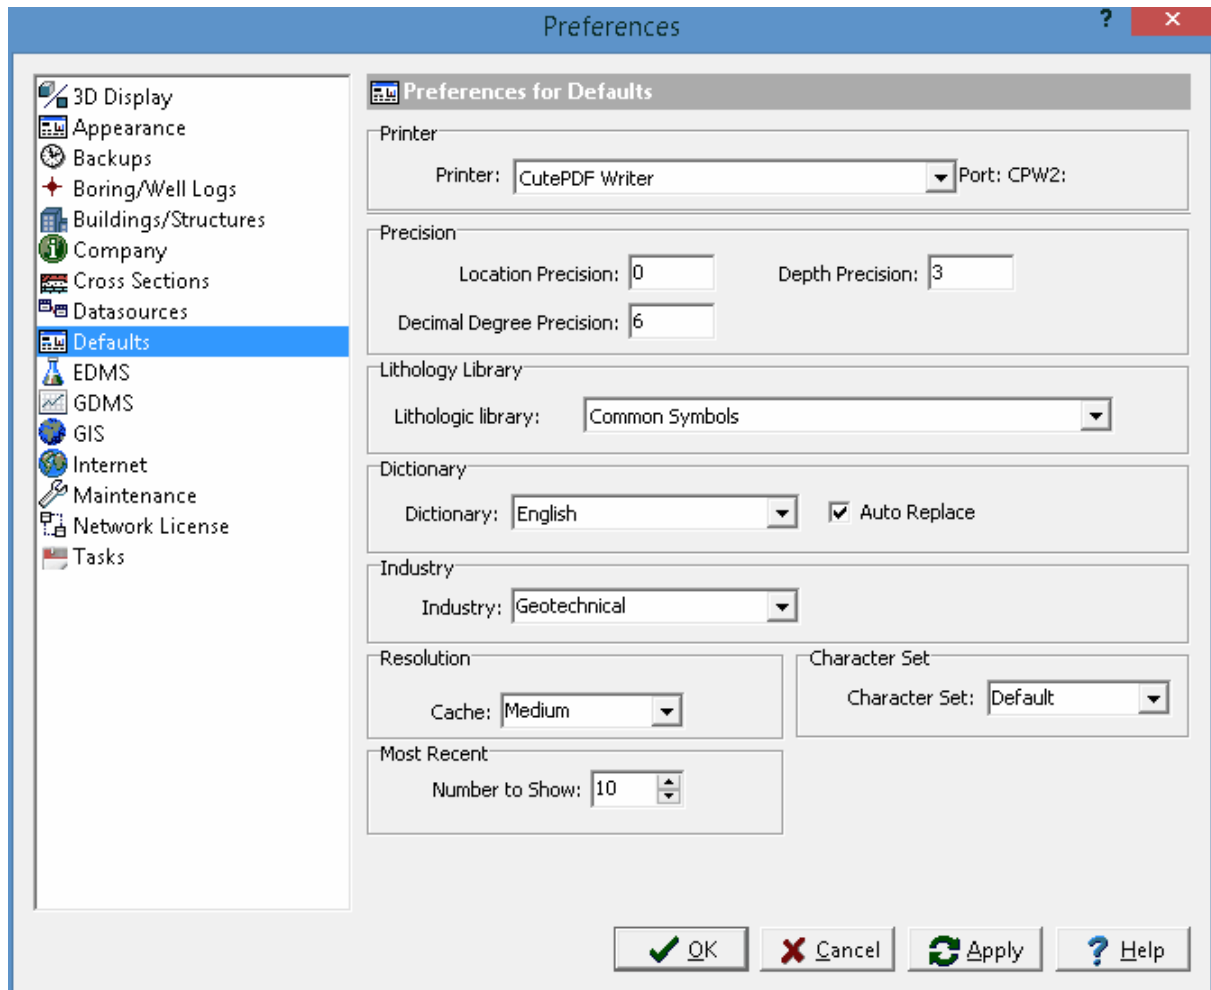 Preferences
?
3D Display
Appearance
Backups
Boring/Well Logs
Buildings/Structures
Company
Cross Sections
Datasources
Defaults
EDMS
GDMS
GIS
Internet
Maintenance
Network License
Tasks
Preferences for Defaults
Printer
Printer: CutePDF Writer Port: CPW2:
Precision
Location Precision: 0 Depth Precision: 3
Decimal Degree Precision: 6
Lithology Library
Lithologic library: Common Symbols
Dictionary
Dictionary: English Auto Replace
Industry
Industry: Geotechnical
Resolution
Cache: Medium
Character Set
Character Set: Default
Most Recent
Number to Show: 10
OK Cancel Apply Help